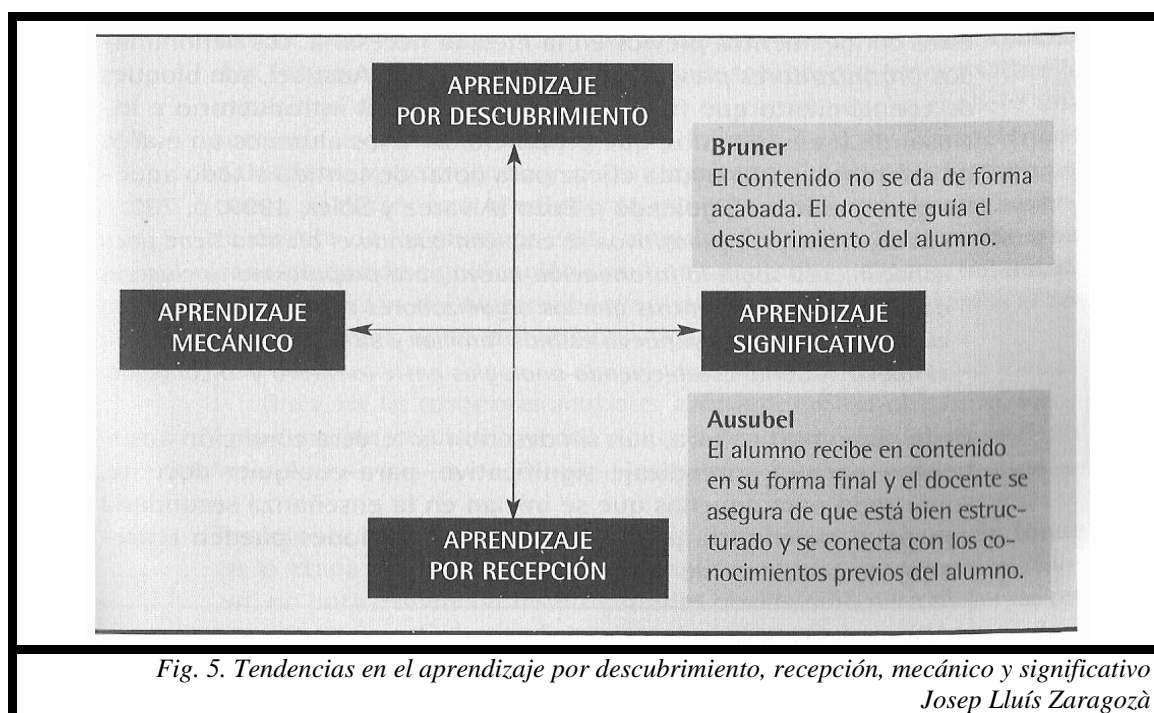 APRENDIZAJE
POR DESCUBRIMIENTO
Bruner
El contenido no se da de forma
acabada. El docente guía el
descubrimiento del alumno.
APRENDIZAJE
MECÁNICO
APRENDIZAJE
SIGNIFICATIVO
Ausubel
El alumno recibe en contenido
en su forma final y el docente se
asegura de que está bien estruc-
turado y se conecta con los co-
nocimientos previos del alumno.
APRENDIZAJE
POR RECEPCIÓN
Fig. 5. Tendencias en el aprendizaje por descubrimiento, recepción, mecánico y significativo
Josep Lluís Zaragozà